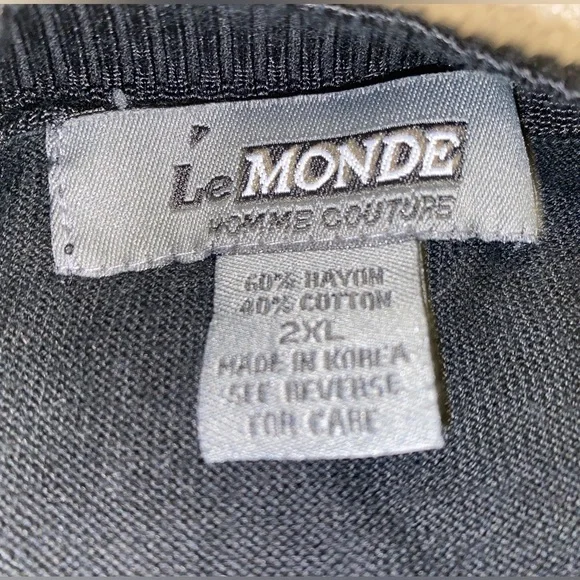 Le MONDE
HOMME COUTURE
60% RAYON
40% COTTON
2XL
MADE IN KOREA
SEE REVERSE
FOR CARE